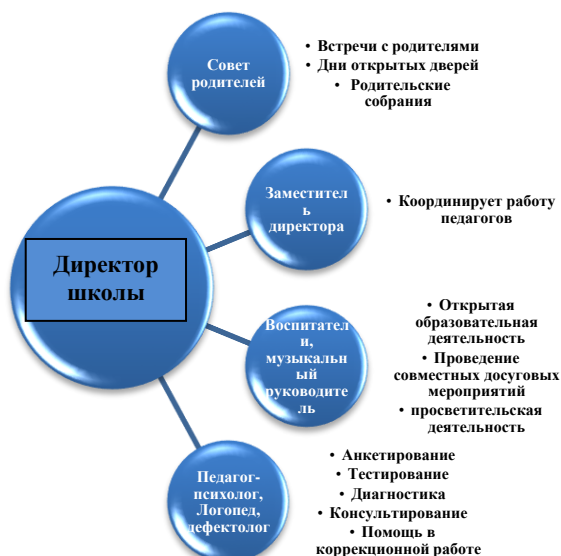 Директор
школы
Совет
родителей
• Встречи с родителями
• Дни открытых дверей
• Родительские
собрания
Заместител
ь
директора
• Координирует работу
педагогов
Воспитател
и,
музыкальн
ый
руководите
ль
• Открытая
образовательная
деятельность
• Проведение
совместных досуговых
мероприятий
• просветительская
деятельность
Педагог-
психолог,
Логопед,
дефектолог
• Анкетирование
• Тестирование
• Диагностика
• Консультирование
• Помощь в
коррекционной работе